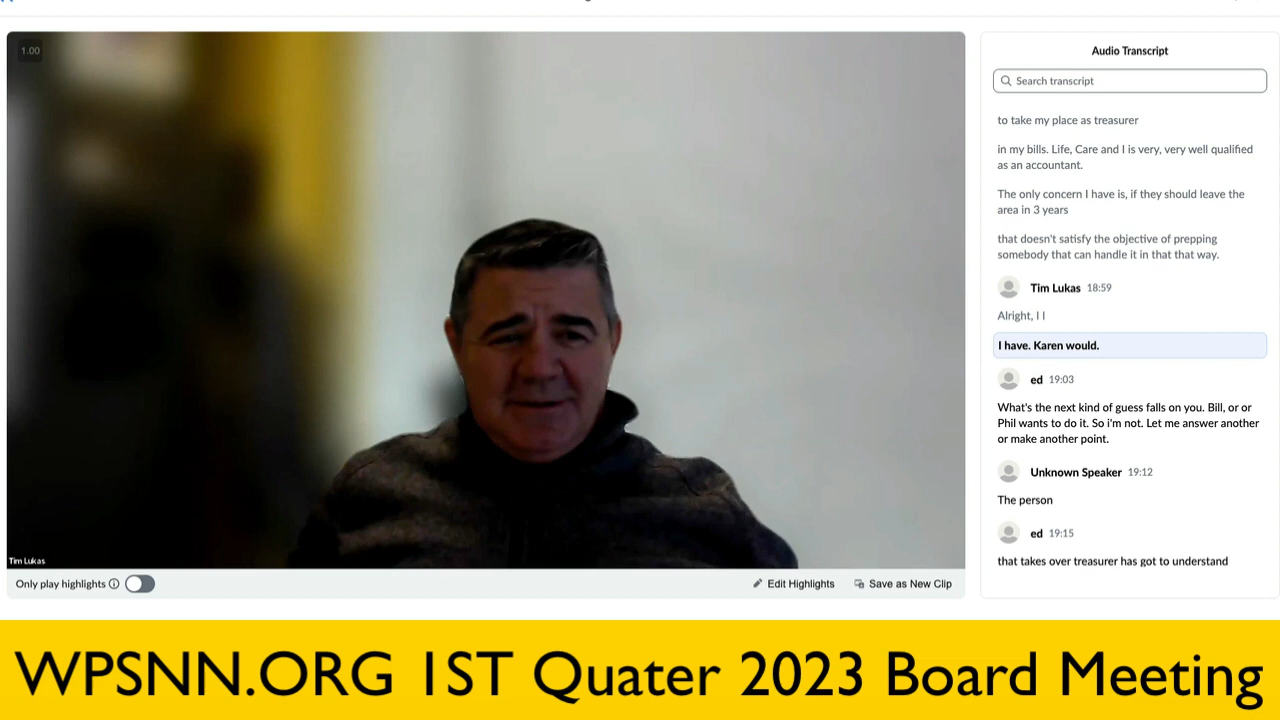 1.00
Tim Lukas
Only play highlights
Edit Highlights
Save as New Clip
Audio Transcript
Search transcript
to take my place as treasurer
in my bills. Life, Care and I is very, very well qualified
as an accountant.
The only concern I have is, if they should leave the
area in 3 years
that doesn't satisfy the objective of prepping
somebody that can handle it in that that way.
Tim Lukas 18:59
Alright, I I
I have. Karen would.
ed 19:03
What's the next kind of guess falls on you. Bill, or or
Phil wants to do it. So i'm not. Let me answer another
or make another point.
Unknown Speaker 19:12
The person
ed 19:15
that takes over treasurer has got to understand
WPSNN.ORG 1ST Quater 2023 Board Meeting